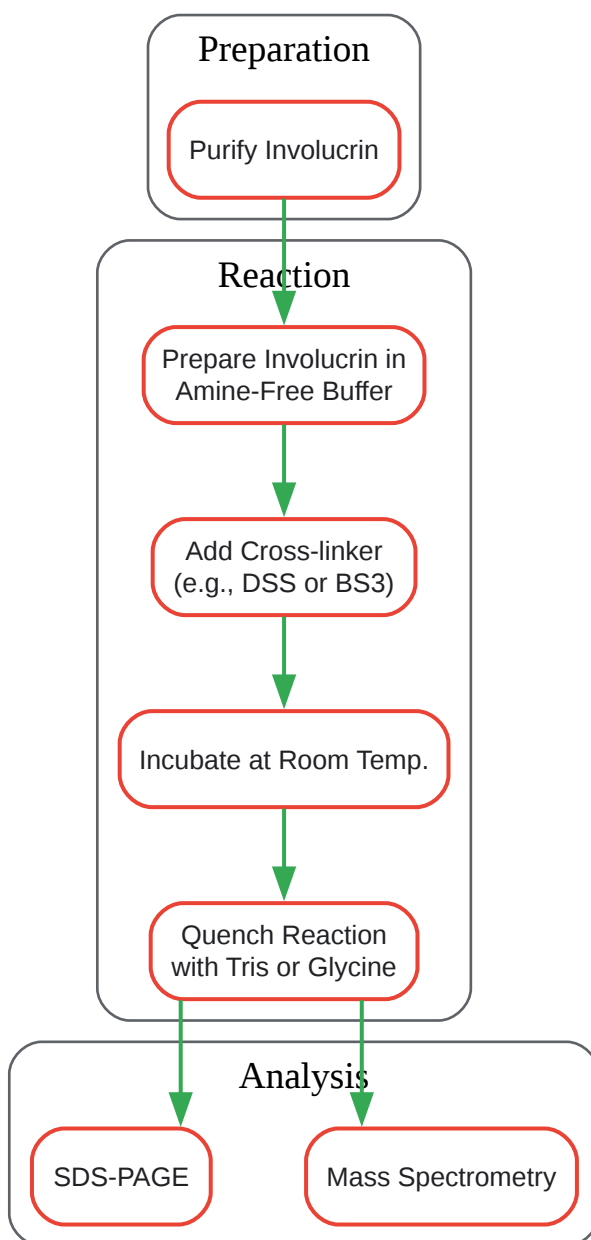 Preparation
Purify Involucrin
Reaction
Prepare Involucrin in
Amine-Free Buffer
Add Cross-linker
(e.g., DSS or BS3)
Incubate at Room Temp.
Quench Reaction
with Tris or Glycine
Analysis
SDS-PAGE
Mass Spectrometry